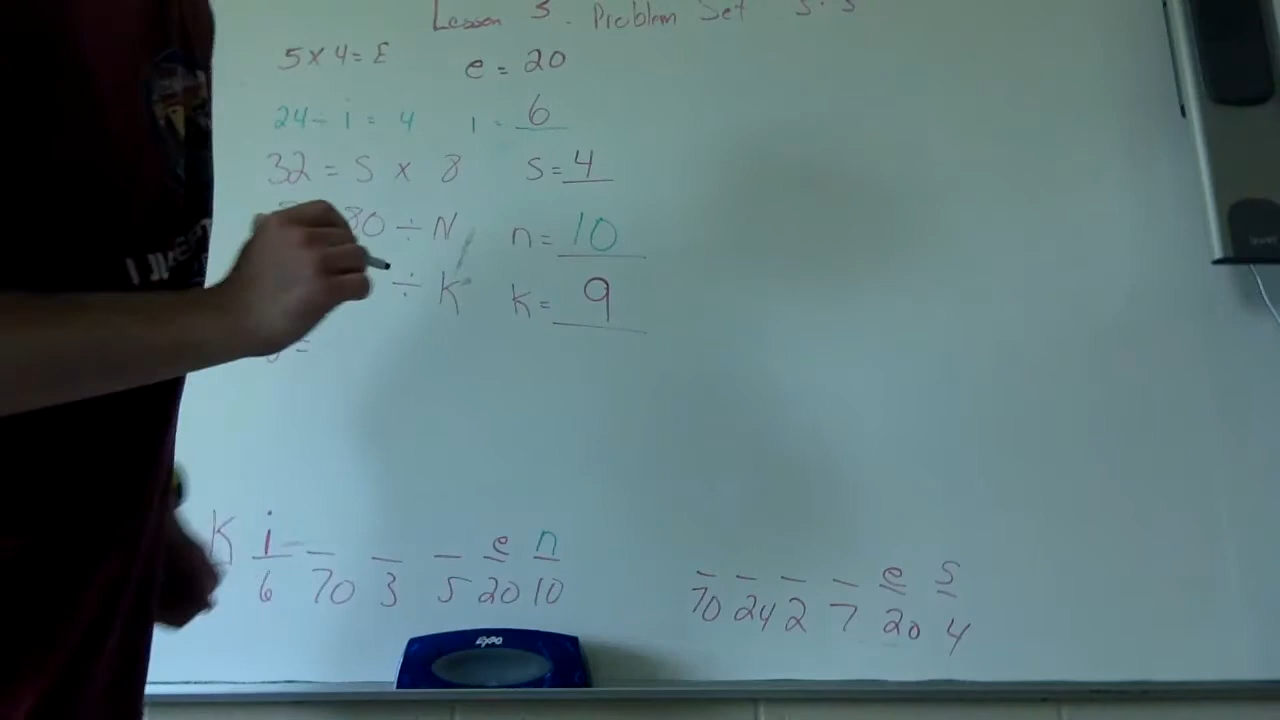 Lesson 3. Problem Set 3.3
5 x 4 = E e = 20
24 ÷ i = 4 i = 6
32 = S x 8 S = 4
80 ÷ N n = 10
÷ K K = 9
=
K i _ _ _ e n
6 70 3 5 20 10
_ _ _ _ e S
70 24 2 7 20 4
EXPO